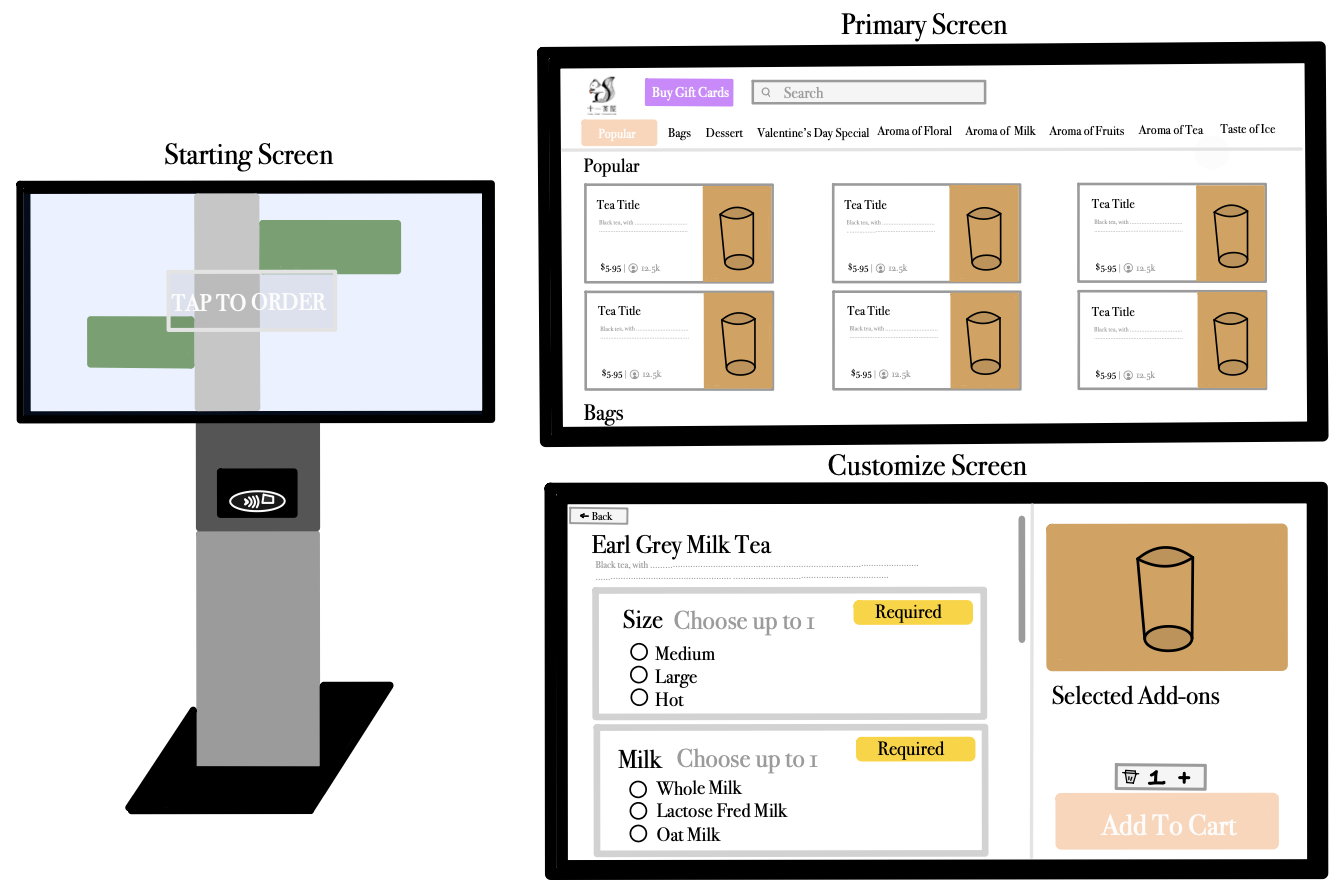 Starting Screen
TAP TO ORDER
Primary Screen
十一茶屋
Buy Gift Cards
Search
Popular Bags Dessert Valentine's Day Special Aroma of Floral Aroma of Milk Aroma of Fruits Aroma of Tea Taste of Ice
Popular
Tea Title
Black tea, with
$5.95 | 12.5k
Tea Title
Black tea, with
$5.95 | 12.5k
Tea Title
Black tea, with
$5.95 | 12.5k
Tea Title
Black tea, with
$5.95 | 12.5k
Tea Title
Black tea, with
$5.95 | 12.5k
Tea Title
Black tea, with
$5.95 | 12.5k
Bags
Customize Screen
Back
Earl Grey Milk Tea
Black tea, with
Size Choose up to 1
Required
Medium
Large
Hot
Milk Choose up to 1
Required
Whole Milk
Lactose Fred Milk
Oat Milk
Selected Add-ons
1 +
Add To Cart